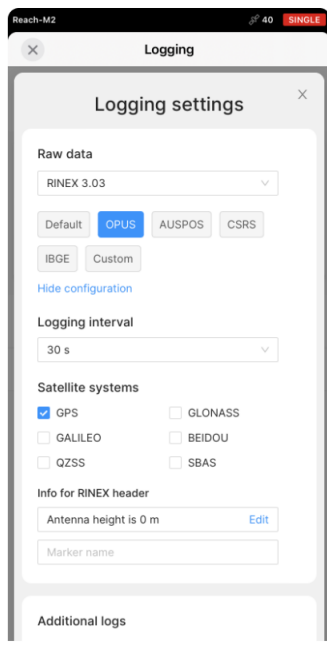 Reach-M2 40 SINGLE
Logging
Logging settings
Raw data
RINEX 3.03
Default OPUS AUSPOS CSRS
IBGE Custom
Hide configuration
Logging interval
30 s
Satellite systems
GPS GLONASS
GALILEO BEIDOU
QZSS SBAS
Info for RINEX header
Antenna height is 0 m Edit
Marker name
Additional logs